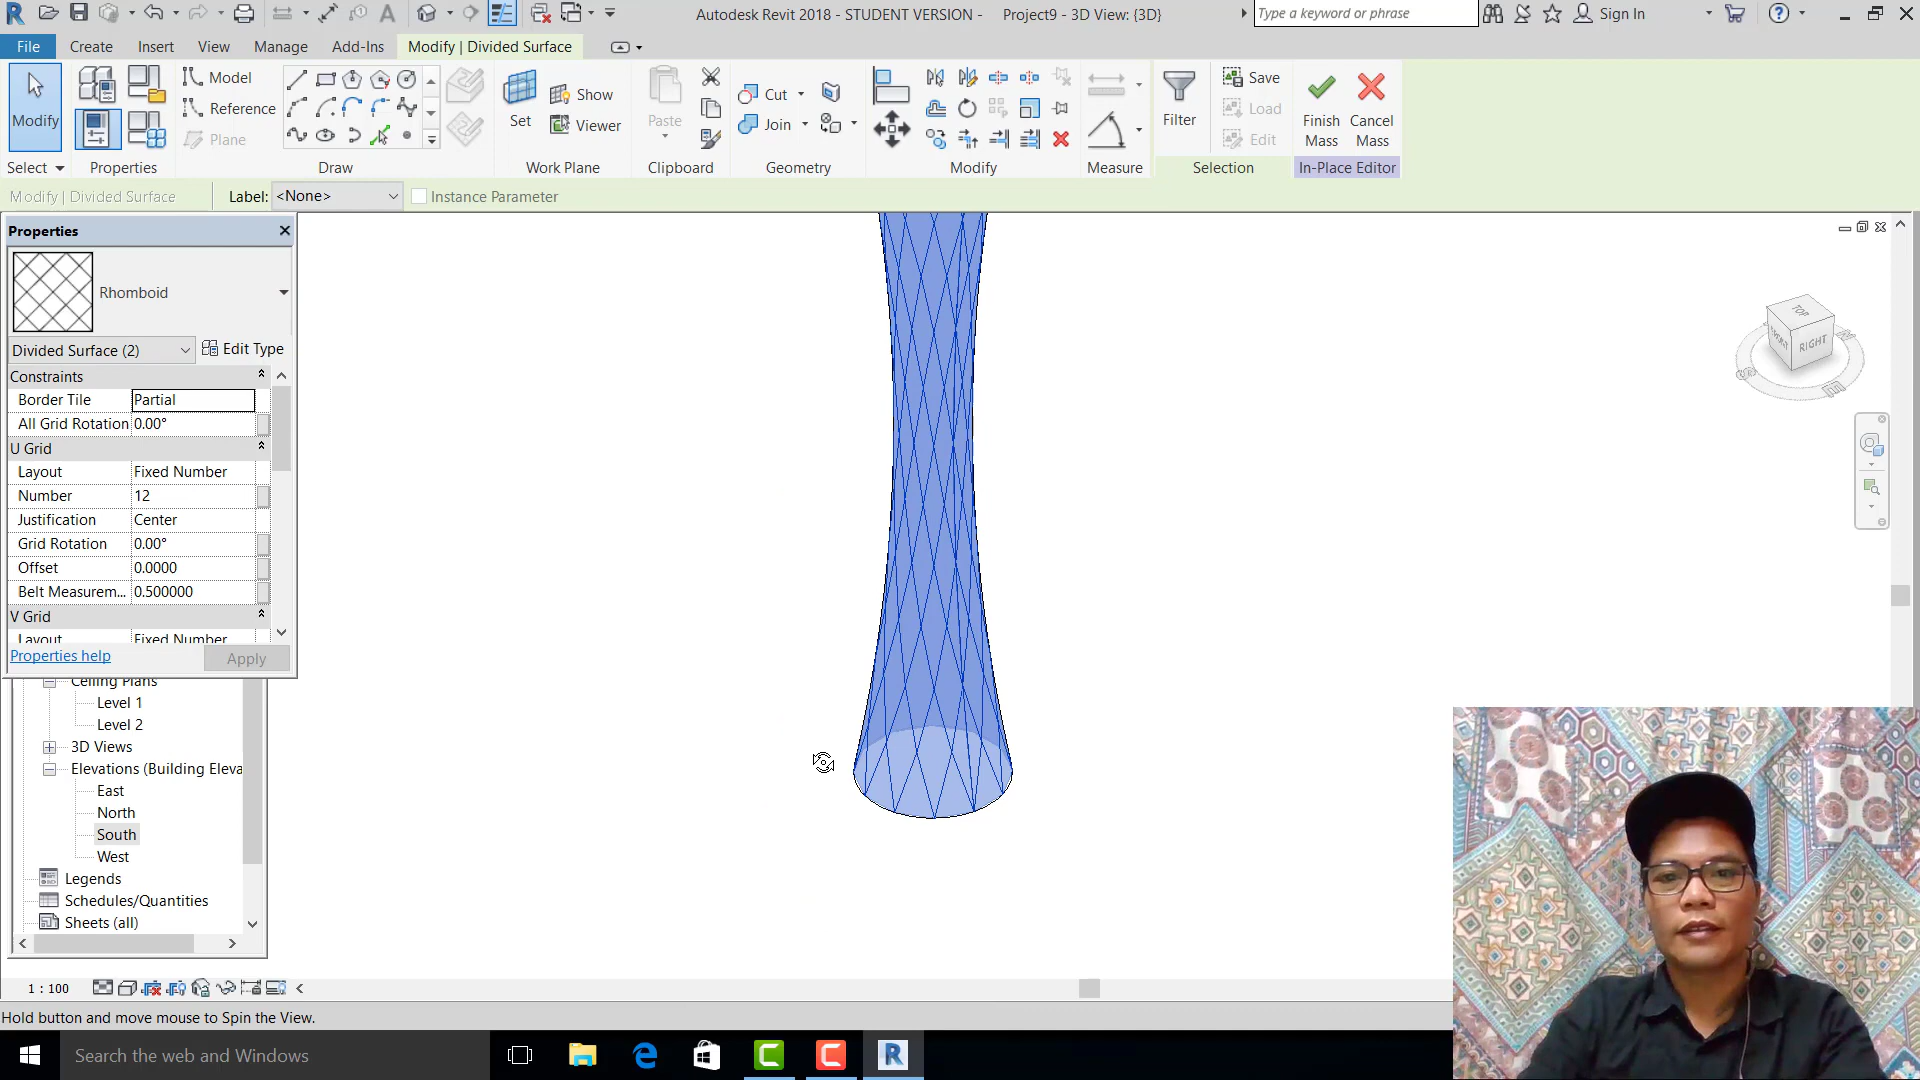 Autodesk Revit 2018 - STUDENT VERSION - Project9 - 3D View: {3D}
Type a keyword or phrase
Sign In
File Create Insert View Manage Add-Ins Modify | Divided Surface
Modify
Model
Reference
Plane
Set
Show
Viewer
Paste
Cut
Join
Filter
Save
Load
Edit
Finish Mass
Cancel Mass
Select Properties Draw Work Plane Clipboard Geometry Modify Measure Selection In-Place Editor
Modify | Divided Surface Label: <None> Instance Parameter
Properties
Rhomboid
Divided Surface (2) Edit Type
Constraints
Border Tile Partial
All Grid Rotation 0.00°
U Grid
Layout Fixed Number
Number 12
Justification Center
Grid Rotation 0.00°
Offset 0.0000
Belt Measurem... 0.500000
V Grid
Layout Fixed Number
Properties help Apply
Ceiling Plans
Level 1
Level 2
3D Views
Elevations (Building Eleva
East
North
South
West
Legends
Schedules/Quantities
Sheets (all)
TOP
FRONT
RIGHT
1 : 100
Hold button and move mouse to Spin the View.
Search the web and Windows